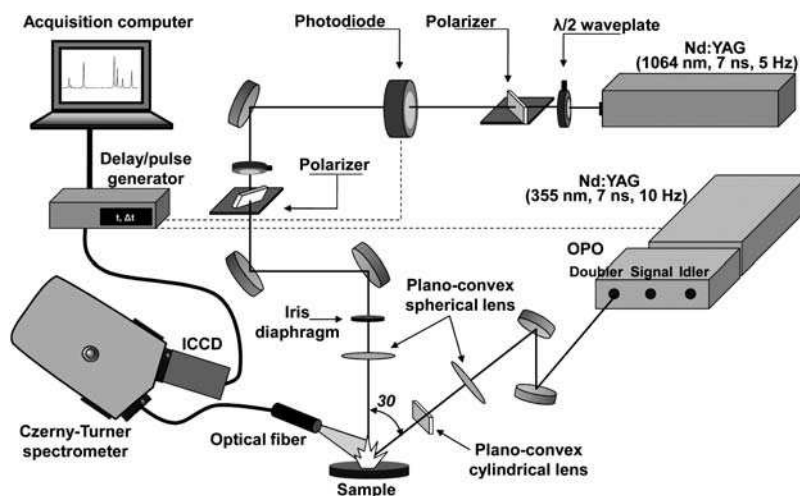 Acquisition computer
Photodiode
Polarizer
λ/2 waveplate
Nd:YAG
(1064 nm, 7 ns, 5 Hz)
Delay/pulse
generator
t, Δt
Polarizer
Nd:YAG
(355 nm, 7 ns, 10 Hz)
OPO
Doubler Signal Idler
Plano-convex
spherical lens
Iris
diaphragm
ICCD
30
Czerny-Turner
spectrometer
Optical fiber
Plano-convex
cylindrical lens
Sample